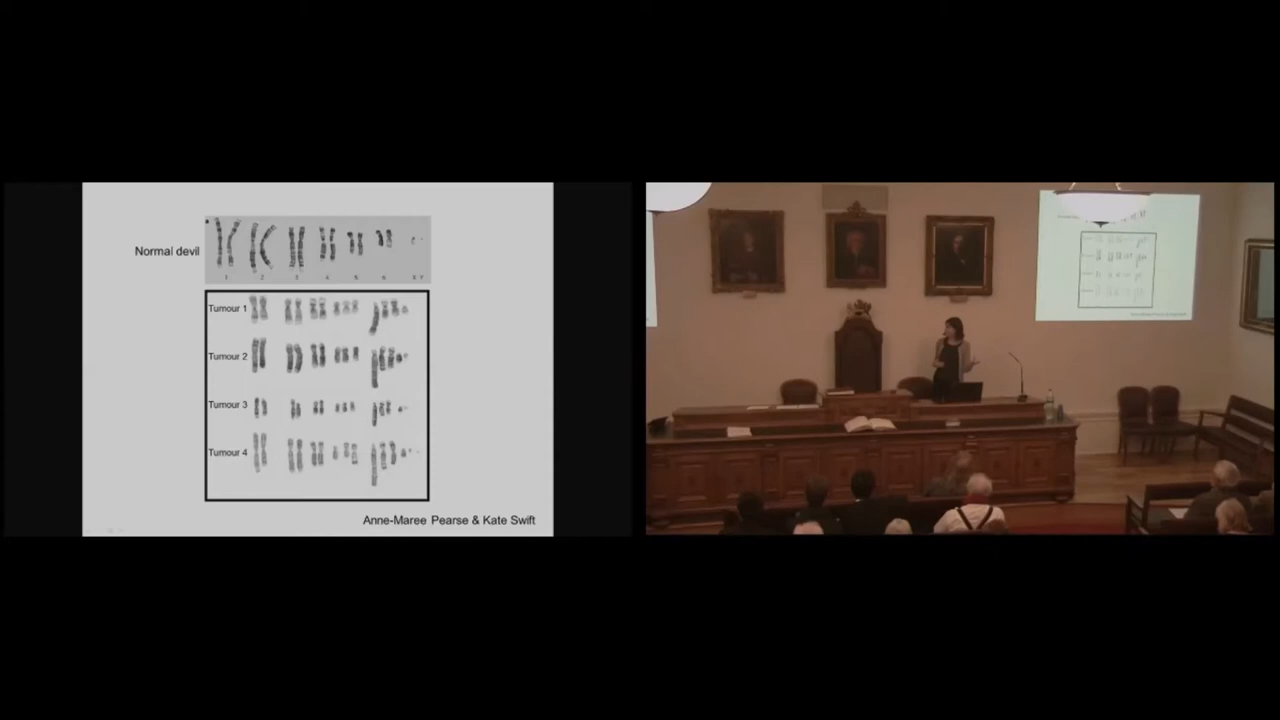 Normal devil
1 2 3 4 5 6 X Y
Tumour 1
Tumour 2
Tumour 3
Tumour 4
Anne-Maree Pearse & Kate Swift